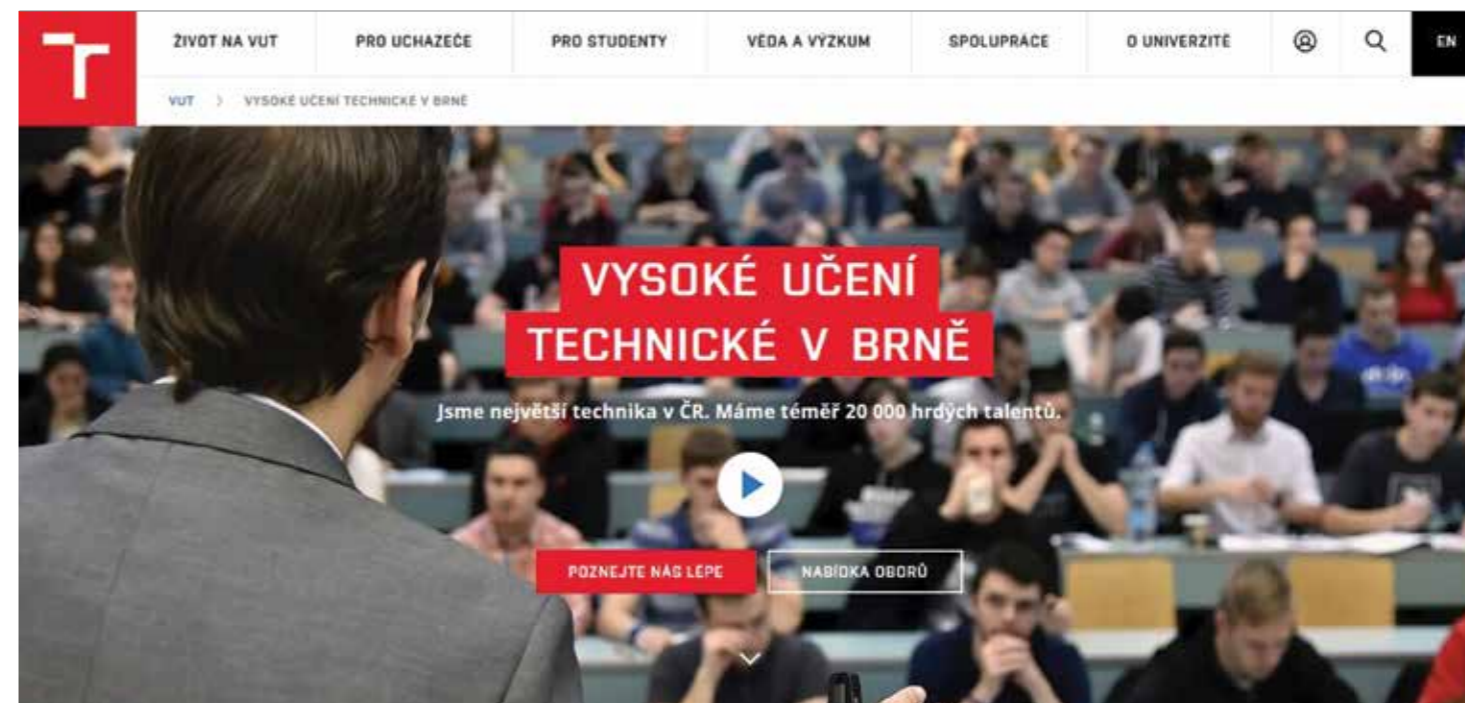 ŽIVOT NA VUT
PRO UCHAZEČE
PRO STUDENTY
VĚDA A VÝZKUM
SPOLUPRÁCE
O UNIVERZITĚ
EN
VUT > VYSOKÉ UČENÍ TECHNICKÉ V BRNĚ
VYSOKÉ UČENÍ
TECHNICKÉ V BRNĚ
Jsme největší technika v ČR. Máme téměř 20 000 hrdých talentů.
POZNEJTE NÁS LÉPE
NABÍDKA OBORŮ